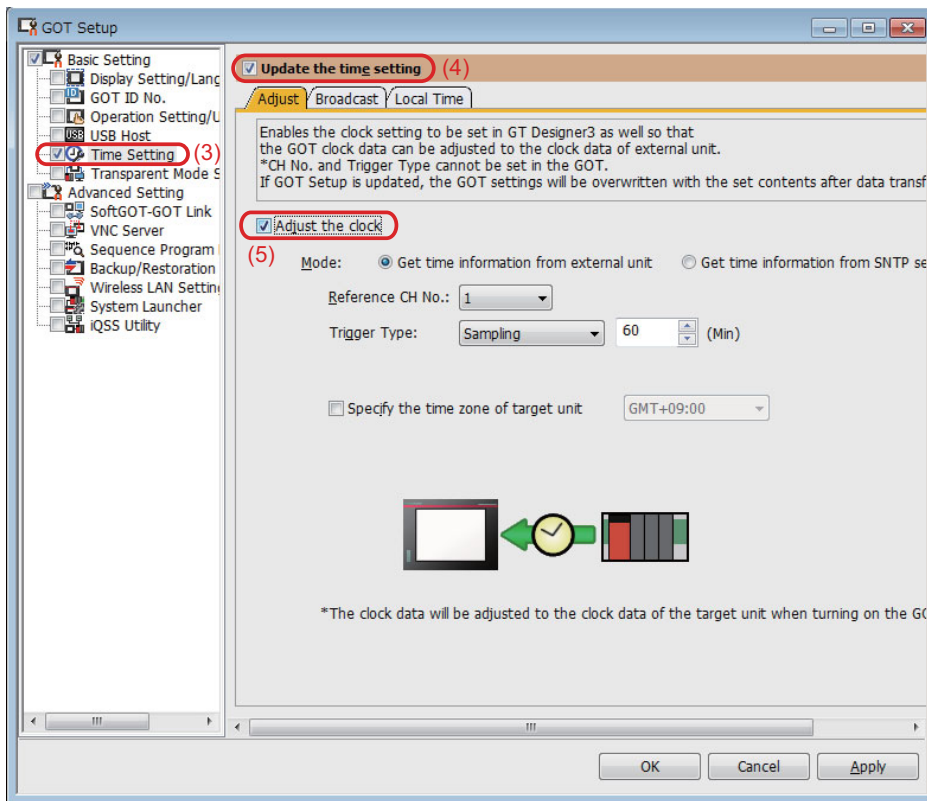 GOT Setup
Basic Setting
Display Setting/Lang
GOT ID No.
Operation Setting/U
USB USB Host
Time Setting (3)
Transparent Mode S
Advanced Setting
SoftGOT-GOT Link
VNC Server
Sequence Program
Backup/Restoration
Wireless LAN Settin
System Launcher
iQSS Utility
Update the time setting (4)
Adjust Broadcast Local Time
Enables the clock setting to be set in GT Designer3 as well so that
the GOT clock data can be adjusted to the clock data of external unit.
*CH No. and Trigger Type cannot be set in the GOT.
If GOT Setup is updated, the GOT settings will be overwritten with the set contents after data transf
Adjust the clock
(5) Mode: Get time information from external unit Get time information from SNTP se
Reference CH No.: 1
Trigger Type: Sampling 60 (Min)
Specify the time zone of target unit GMT+09:00
*The clock data will be adjusted to the clock data of the target unit when turning on the GO
OK Cancel Apply